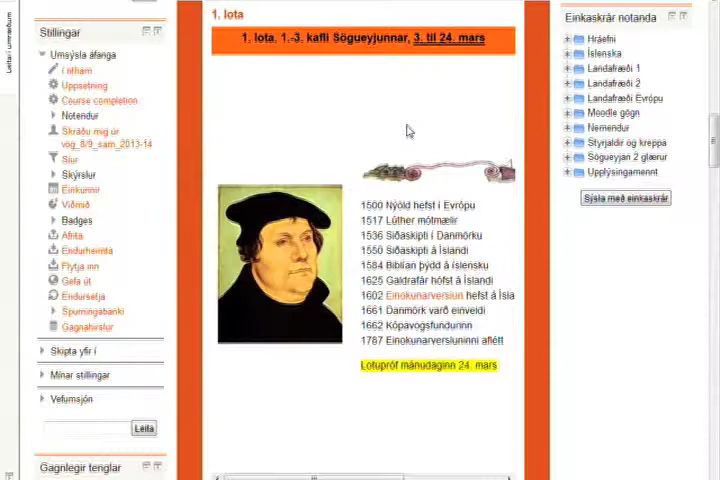 Leita í umræðum
Stillingar
Umsýsla áfanga
Í ritham
Uppsetning
Course completion
Notendur
Skráðu mig úr
vog_8/9_sam_2013-14
Síur
Skýrslur
Einkunnir
Viðmið
Badges
Afrita
Endurheimta
Flytja inn
Gefa út
Endursetja
Spurningabanki
Gagnahirslur
Skipta yfir í
Mínar stillingar
Vefumsjón
Leita
Gagnlegir tenglar
1. lota
1. lota. 1.-3. kafli Sögueyjunnar, 3. til 24. mars
1500 Nýöld hefst í Evrópu
1517 Lúther mótmælir
1536 Siðaskipti í Danmörku
1550 Siðaskipti á Íslandi
1584 Biblían þýdd á íslensku
1625 Galdrafár hófst á Íslandi
1602 Einokunarverslun hefst á Ísla
1661 Danmörk varð einveldi
1662 Kópavogsfundurinn
1787 Einokunarversluninni aflétt
Lotupróf mánudaginn 24. mars
Einkaskrár notanda
Hráefni
Íslenska
Landafræði 1
Landafræði 2
Landafræði Evrópu
Moodle gögn
Nemendur
Styrjaldir og kreppa
Sögueyjan 2 glærur
Upplýsingamennt
Sýsla með einkaskrár